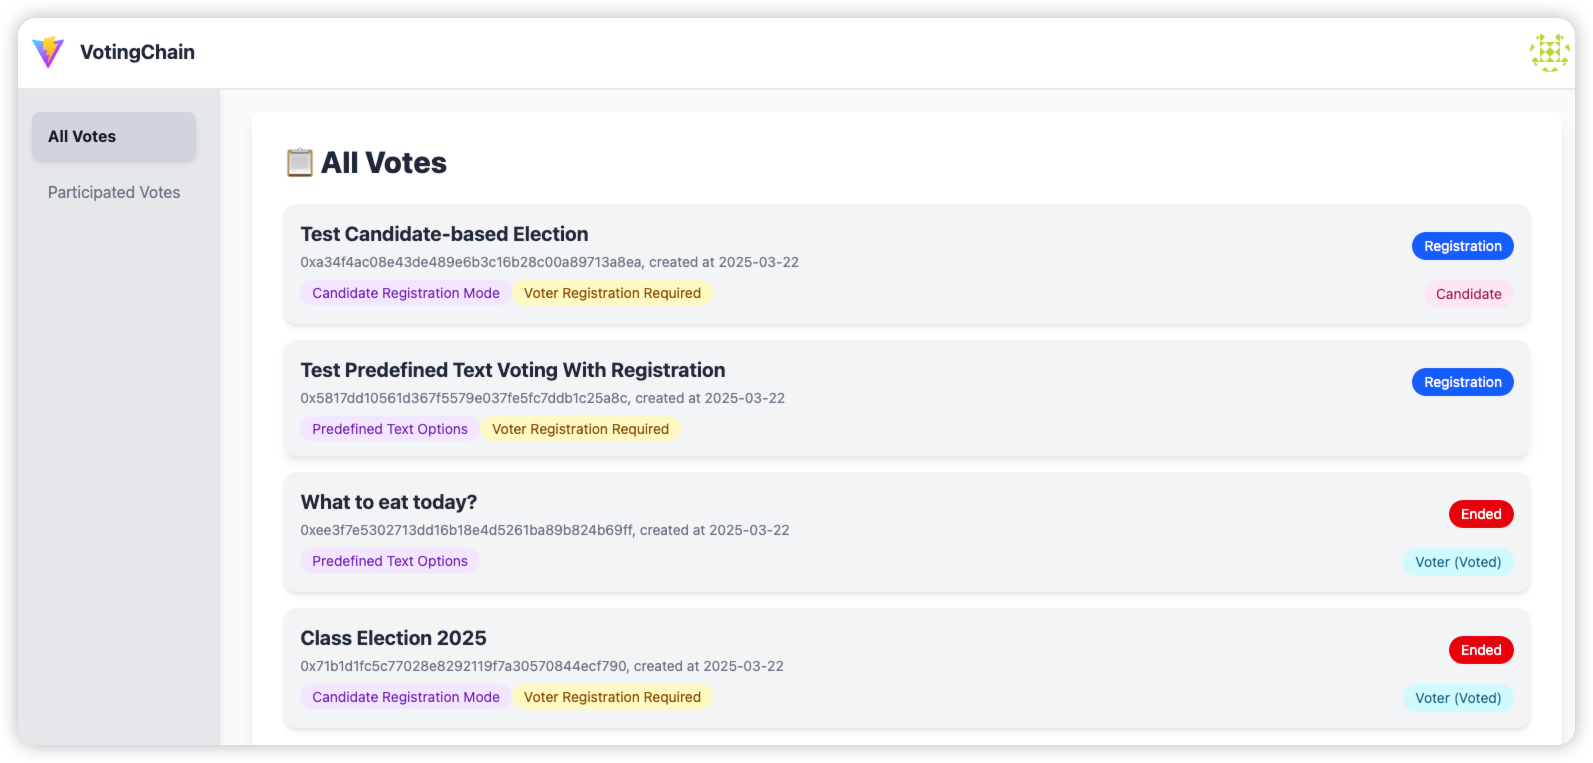 VotingChain
All Votes
Participated Votes
All Votes
Test Candidate-based Election
Registration
0xa34f4ac08e43de489e6b3c16b28c00a89713a8ea, created at 2025-03-22
Candidate Registration Mode Voter Registration Required
Candidate
Test Predefined Text Voting With Registration
Registration
0x5817dd10561d367f5579e037fe5fc7ddb1c25a8c, created at 2025-03-22
Predefined Text Options Voter Registration Required
What to eat today?
Ended
0xee3f7e5302713dd16b18e4d5261ba89b824b69ff, created at 2025-03-22
Predefined Text Options
Voter (Voted)
Class Election 2025
Ended
0x71b1d1fc5c77028e8292119f7a30570844ecf790, created at 2025-03-22
Candidate Registration Mode Voter Registration Required
Voter (Voted)